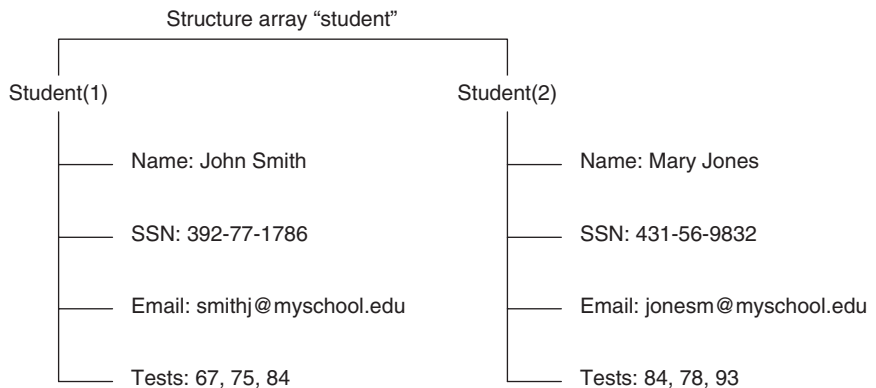 Structure array “student”
Student(1)
Student(2)
Name: John Smith
SSN: 392-77-1786
Email: smithj@myschool.edu
Tests: 67, 75, 84
Name: Mary Jones
SSN: 431-56-9832
Email: jonesm@myschool.edu
Tests: 84, 78, 93